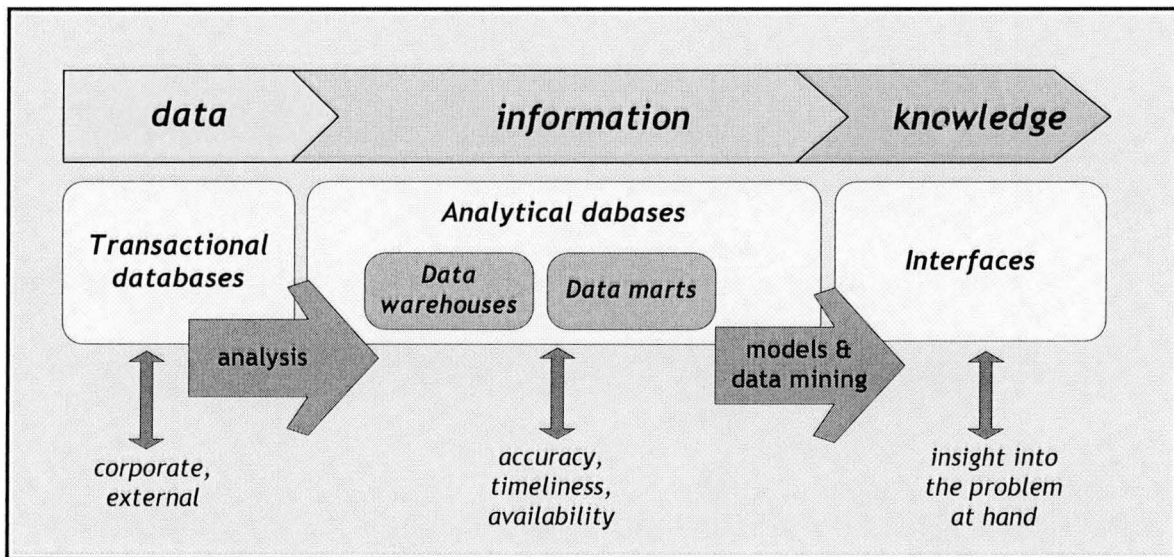 data
information
knowledge
Transactional
databases
Analytical dabases
Data
warehouses
Data marts
Interfaces
analysis
models &
data mining
corporate,
external
accuracy,
timeliness,
availability
insight into
the problem
at hand